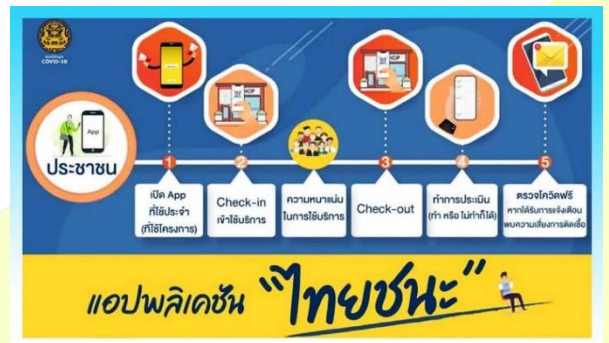 ศูนย์ข้อมูล
COVID-19
App
ประชาชน
1
เปิด App
ที่ใช้ประจำ
(ที่ใช้โครงการ)
2
Check-in
เข้าใช้บริการ
ความหนาแน่น
ในการใช้บริการ
3
Check-out
4
ทำการประเมิน
(ทำ หรือ ไม่ทำก็ได้)
5
ตรวจโควิดฟรี
หากได้รับการแจ้งเตือน
พบความเสี่ยงการติดเชื้อ
แอปพลิเคชัน "ไทยชนะ"